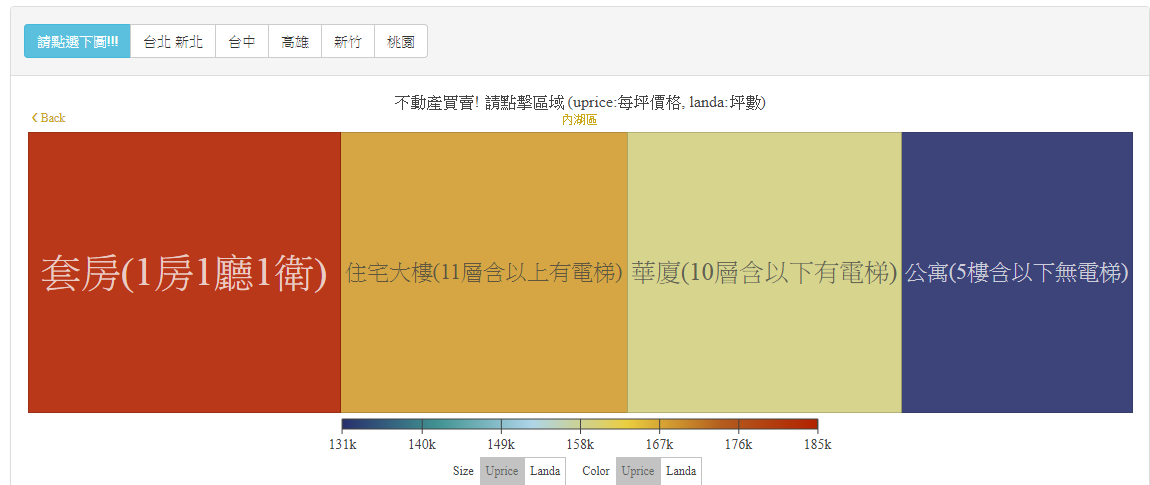 請點選下圖!!! 台北 新北 台中 高雄 新竹 桃園
不動產買賣! 請點擊區域 (uprice:每坪價格, landa:坪數)
Back 內湖區
套房(1房1廳1衛) 住宅大樓(11層含以上有電梯) 華廈(10層含以下有電梯) 公寓(5樓含以下無電梯)
131k 140k 149k 158k 167k 176k 185k
Size Uprice Landa Color Uprice Landa